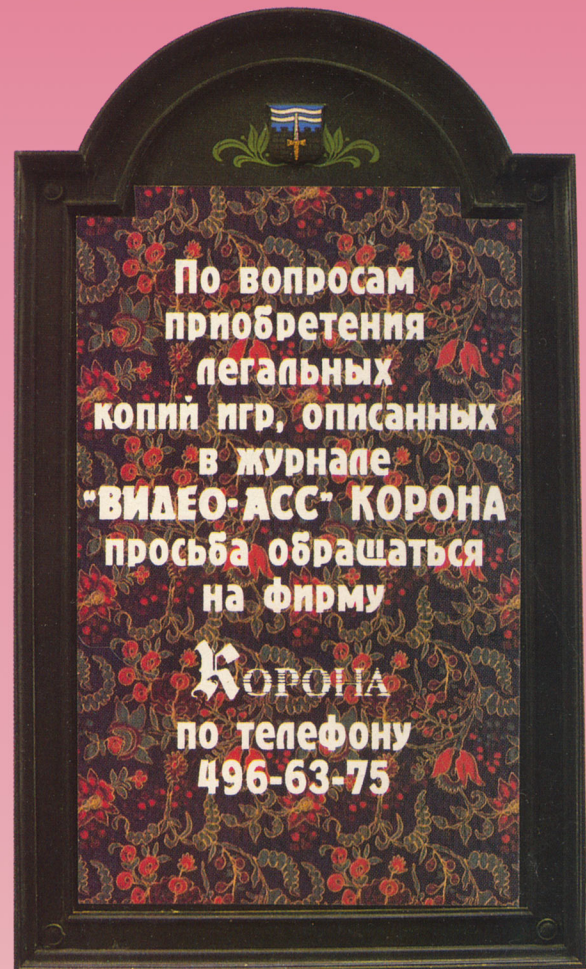 По вопросам
приобретения
легальных
копий игр, описанных
в журнале
"ВИДЕО-АСС" КОРОНА
просьба обращаться
на фирму
КОРОНА
по телефону
496-63-75